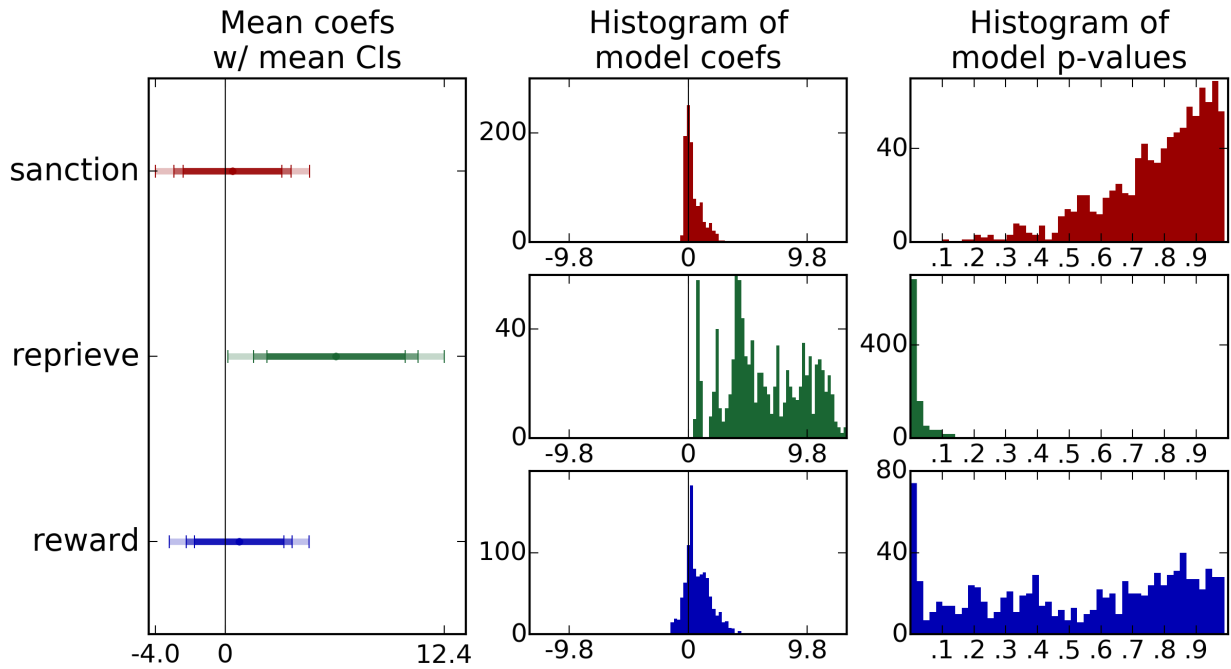 Mean coefs
w/ mean CIs
Histogram of
model coefs
Histogram of
model p-values
sanction
reprieve
reward
-4.0 0 12.4
200
0
-9.8 0 9.8
40
0
.1 .2 .3 .4 .5 .6 .7 .8 .9
40
0
-9.8 0 9.8
400
0
.1 .2 .3 .4 .5 .6 .7 .8 .9
100
0
-9.8 0 9.8
80
40
0
.1 .2 .3 .4 .5 .6 .7 .8 .9